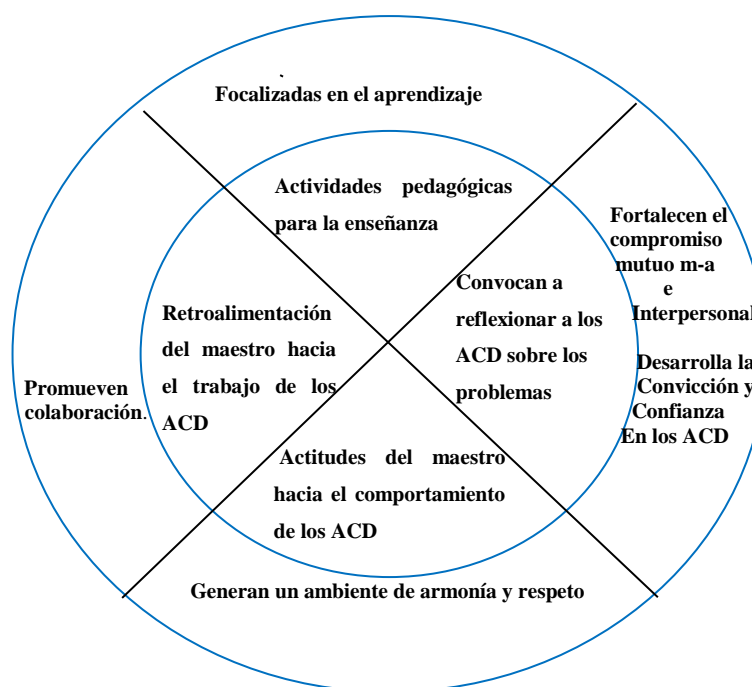 Focalizadas en el aprendizaje
Actividades pedagógicas
para la enseñanza
Fortalecen el
compromiso
mutuo m-a
e
Interpersonal
Convocan a
reflexionar a los
ACD sobre los
problemas
Retroalimentación
del maestro hacia
el trabajo de los
ACD
Desarrolla la
Convicción y
Confianza
En los ACD
Promueven
colaboración.
Actitudes del maestro
hacia el comportamiento
de los ACD
Generan un ambiente de armonía y respeto